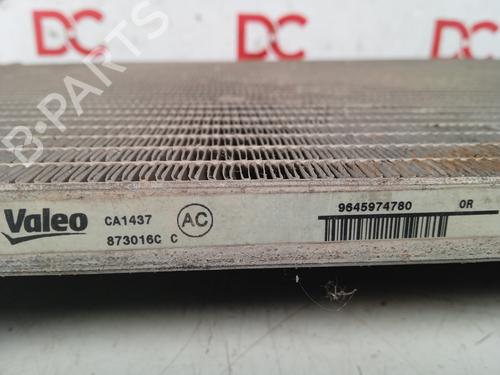 DC DC DC
B-PARTS
Valeo CA1437 AC 9645974780 OR
873016C C